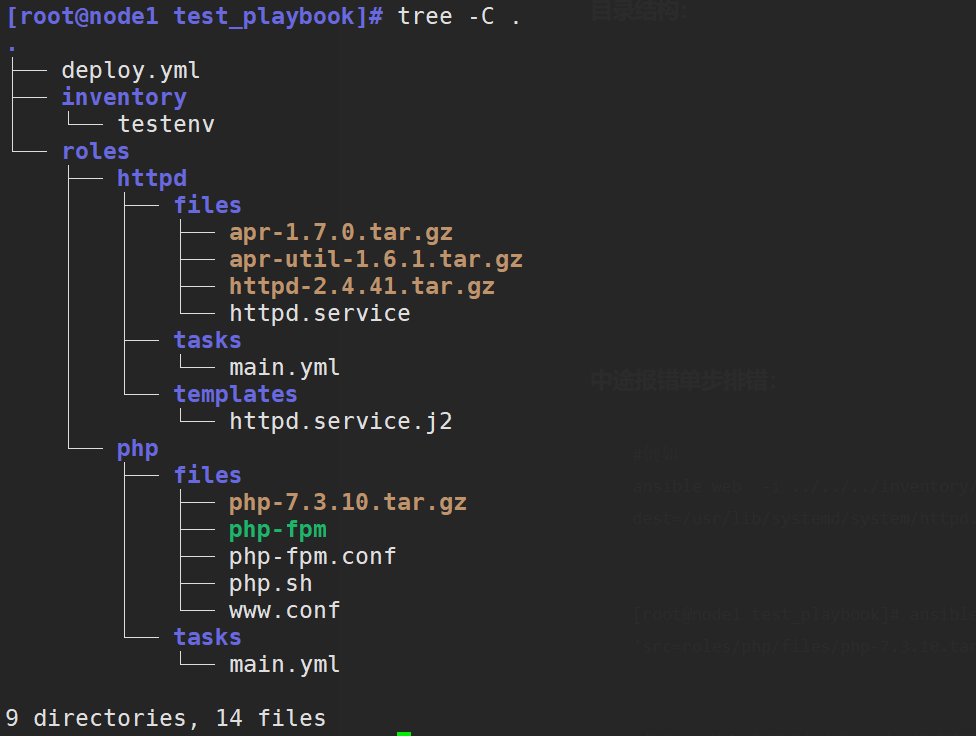 [root@node1 test_playbook]# tree -C .
目录结构:
.
├── deploy.yml
├── inventory
│   └── testenv
└── roles
    ├── httpd
    │   ├── files
    │   │   ├── apr-1.7.0.tar.gz
    │   │   ├── apr-util-1.6.1.tar.gz
    │   │   ├── httpd-2.4.41.tar.gz
    │   │   └── httpd.service
    │   ├── tasks
    │   │   └── main.yml
    │   └── templates
    │       └── httpd.service.j2
    └── php
        ├── files
        │   ├── php-7.3.10.tar.gz
        │   ├── php-fpm
        │   ├── php-fpm.conf
        │   ├── php.sh
        │   └── www.conf
        └── tasks
            └── main.yml
中途报错单步排错:
9 directories, 14 files